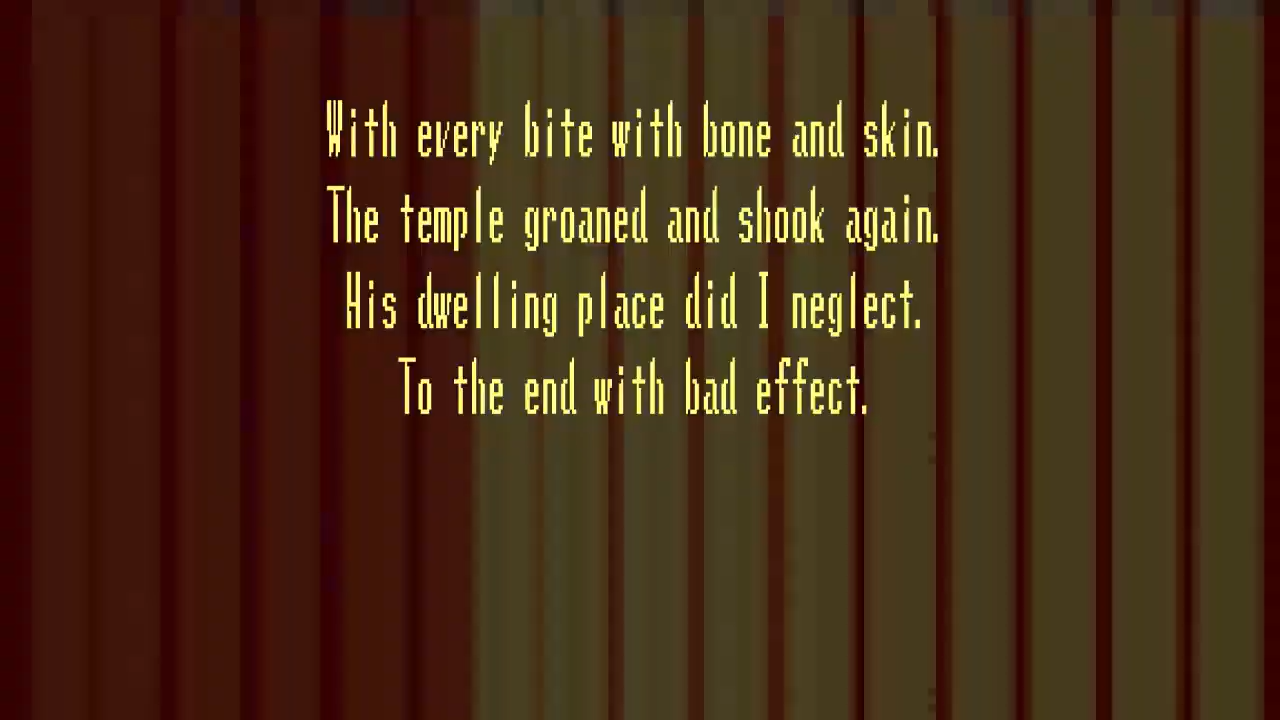 With every bite with bone and skin.
The temple groaned and shook again.
His dwelling place did I neglect.
To the end with bad effect.